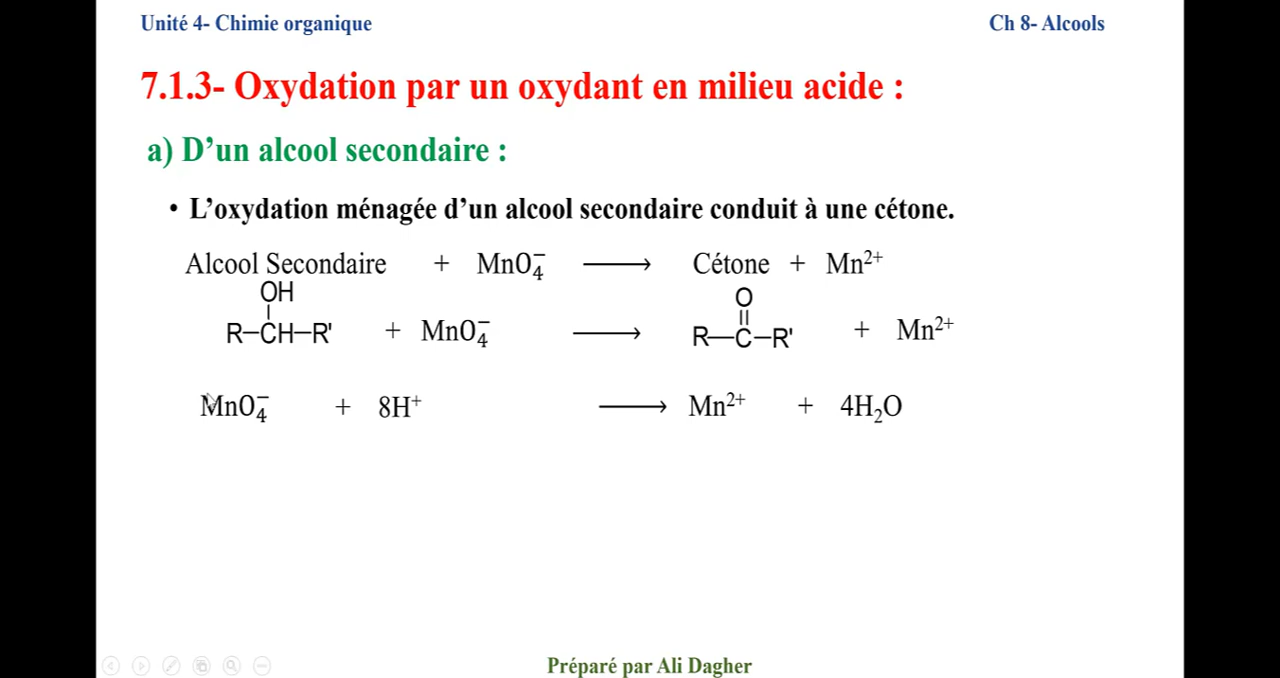 Unité 4- Chimie organique
Ch 8- Alcools
7.1.3- Oxydation par un oxydant en milieu acide :
a) D’un alcool secondaire :
• L’oxydation ménagée d’un alcool secondaire conduit à une cétone.
Alcool Secondaire + MnO₄⁻ ⟶ Cétone + Mn²⁺
OH
O
R–CH–R' + MnO₄⁻ ⟶ R–C–R' + Mn²⁺
MnO₄⁻ + 8H⁺ ⟶ Mn²⁺ + 4H₂O
Préparé par Ali Dagher